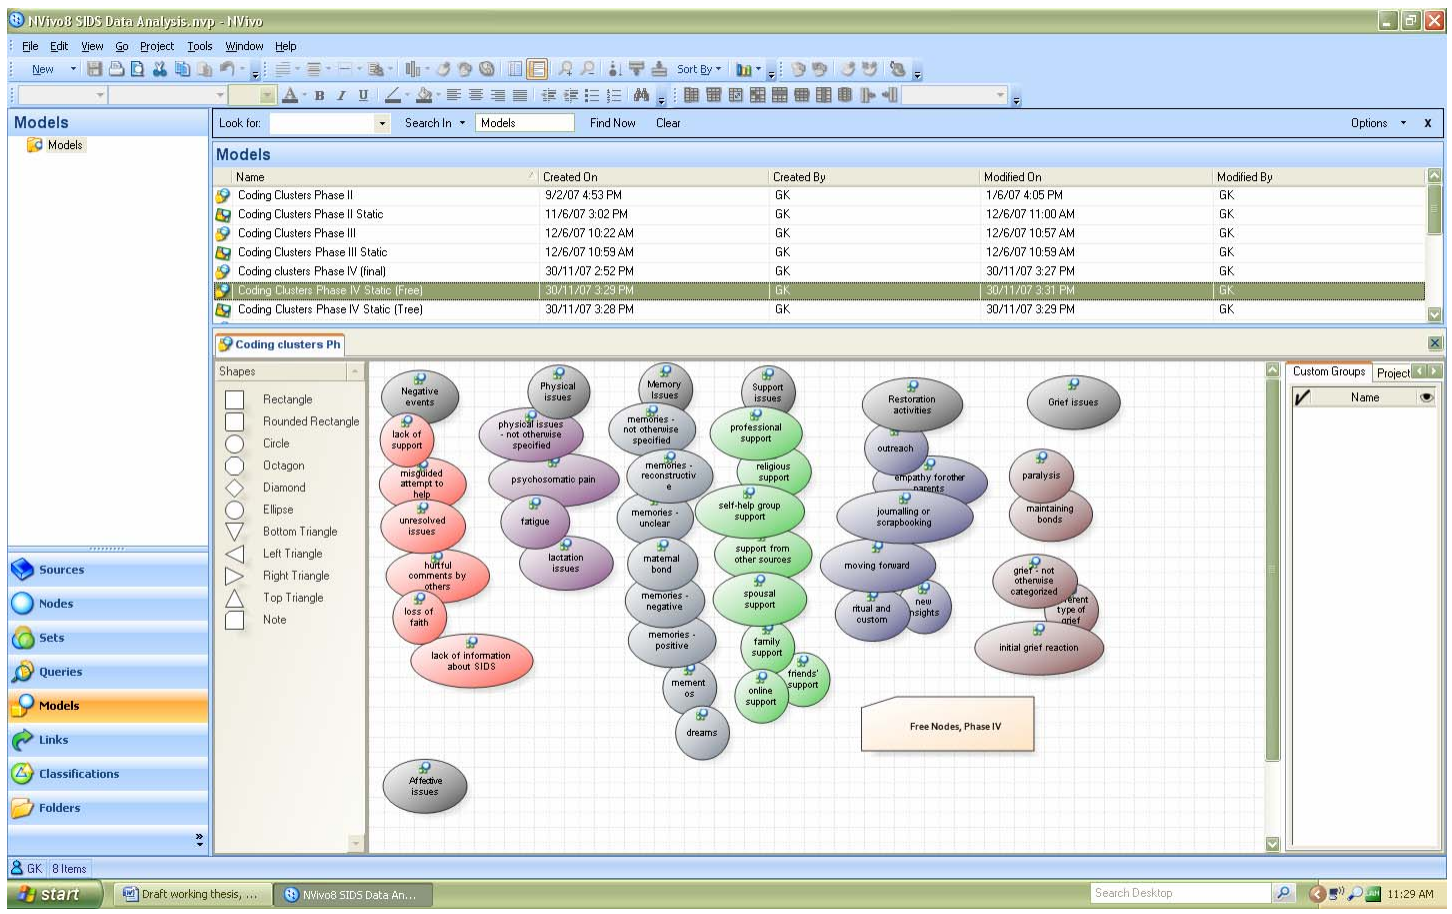 NVivo8 SIDS Data Analysis.nvp - NVivo
File Edit View Go Project Tools Window Help
New Sort By
A B I U
Models
Models
Look for: Search In Models Find Now Clear Options x
Models
Name Created On Created By Modified On Modified By
Coding Clusters Phase II 9/2/07 4:53 PM GK 1/6/07 4:05 PM GK
Coding Clusters Phase II Static 11/6/07 3:02 PM GK 12/6/07 11:00 AM GK
Coding Clusters Phase III 12/6/07 10:22 AM GK 12/6/07 10:57 AM GK
Coding Clusters Phase III Static 12/6/07 10:59 AM GK 12/6/07 10:59 AM GK
Coding clusters Phase IV (final) 30/11/07 2:52 PM GK 30/11/07 3:27 PM GK
Coding Clusters Phase IV Static (Free) 30/11/07 3:29 PM GK 30/11/07 3:31 PM GK
Coding Clusters Phase IV Static (Tree) 30/11/07 3:28 PM GK 30/11/07 3:29 PM GK
Coding clusters Ph
Shapes
Rectangle
Rounded Rectangle
Circle
Octagon
Diamond
Ellipse
Bottom Triangle
Left Triangle
Right Triangle
Top Triangle
Note
Negative
events
lack of
support
misguided
attempt to
help
unresolved
issues
hurtful
comments by
others
loss of
faith
lack of information
about SIDS
Affective
issues
Physical
issues
physical issues
- not otherwise
specified
psychosomatic pain
fatigue
lactation
issues
Memory
Issues
memories -
not otherwise
specified
memories -
reconstructiv
e
memories -
unclear
maternal
bond
memories -
negative
memories -
positive
mement
os
dreams
Support
issues
professional
support
religious
support
self-help group
support
support from
other sources
spousal
support
family
support
friends'
support
online
support
Restoration
activities
outreach
empathy for other
parents
journalling or
scrapbooking
moving forward
ritual and
custom
new
nsights
Grief issues
paralysis
maintaining
bonds
grief - not
otherwise
categorized
erent
type of
grief
initial grief reaction
Free Nodes, Phase IV
Custom Groups Project
Name
Sources
Nodes
Sets
Queries
Models
Links
Classifications
Folders
GK 8 Items
start Draft working thesis, ... NVivo8 SIDS Data An... Search Desktop 11:29 AM